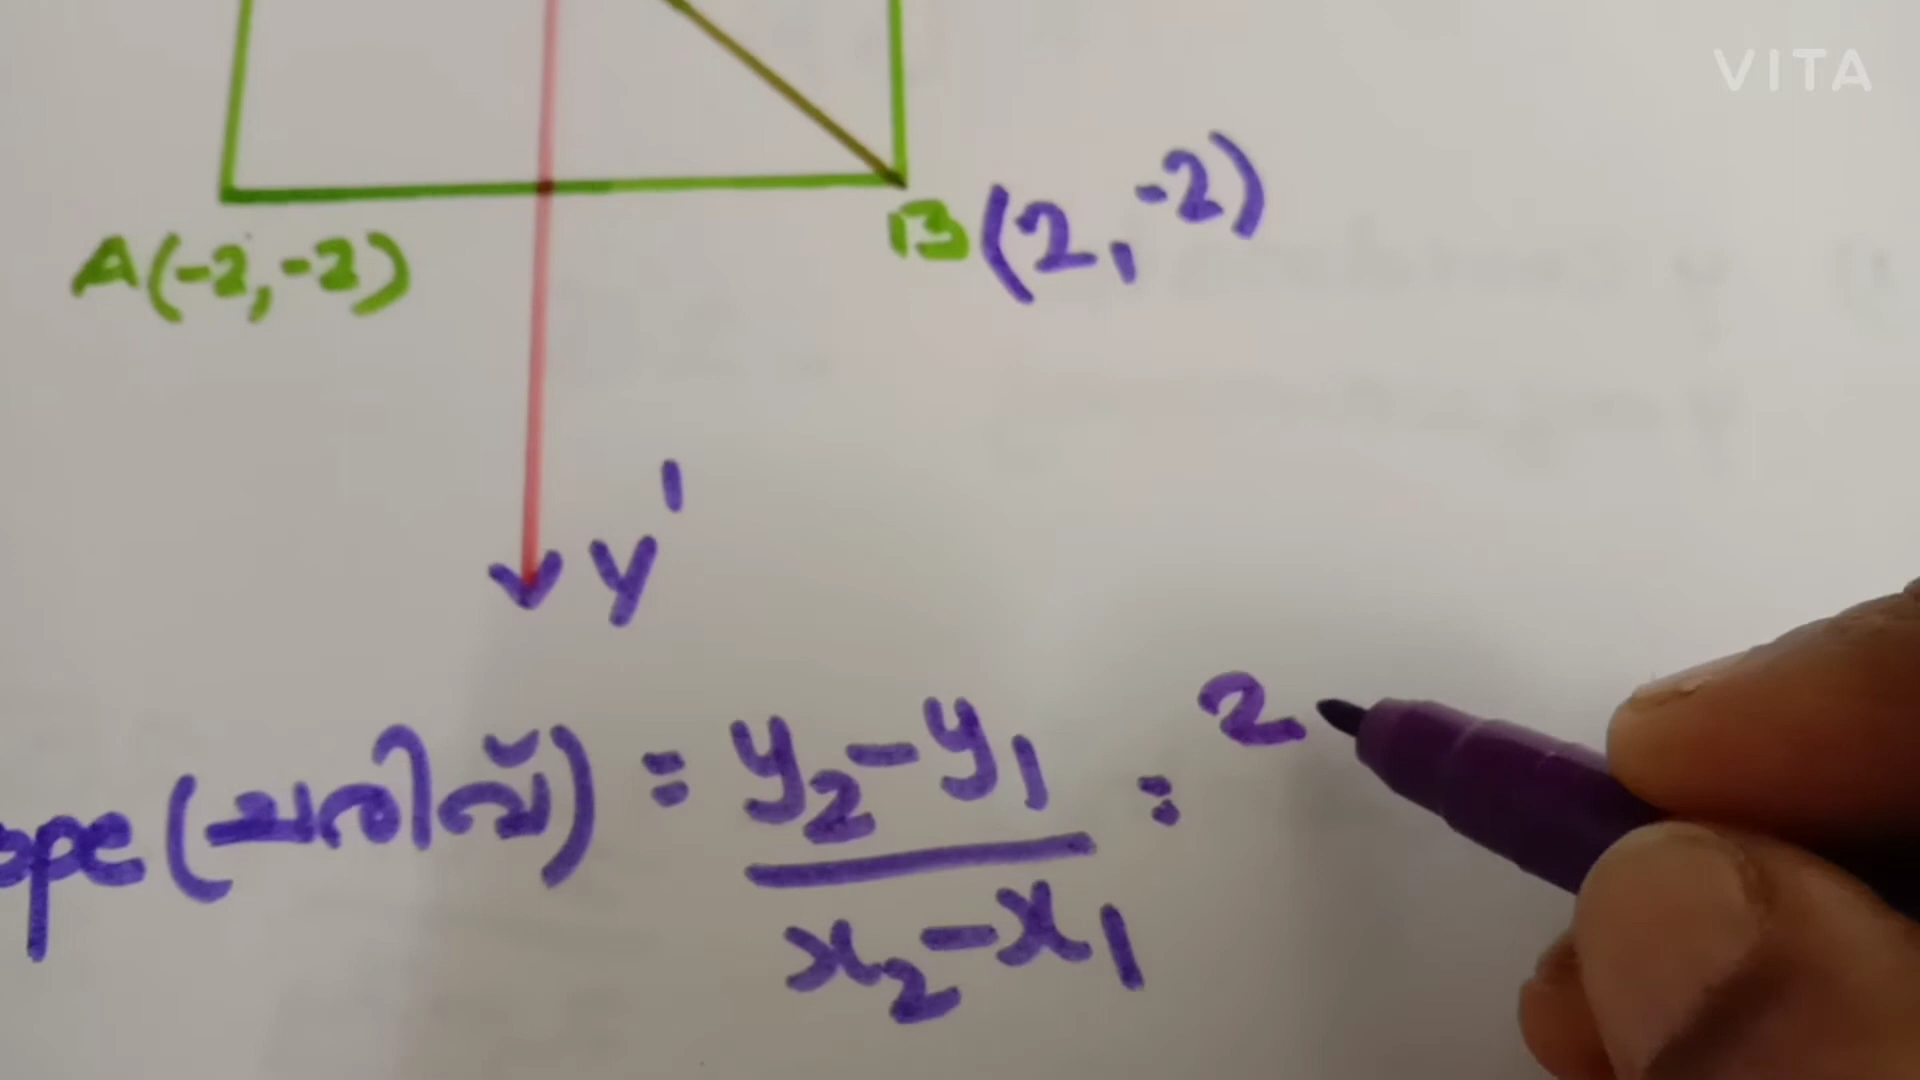 VITA
A(-2,-2)
B(2,-2)
y'
ope (ചരിവ്) = y₂-y₁ = 2
x₂-x₁